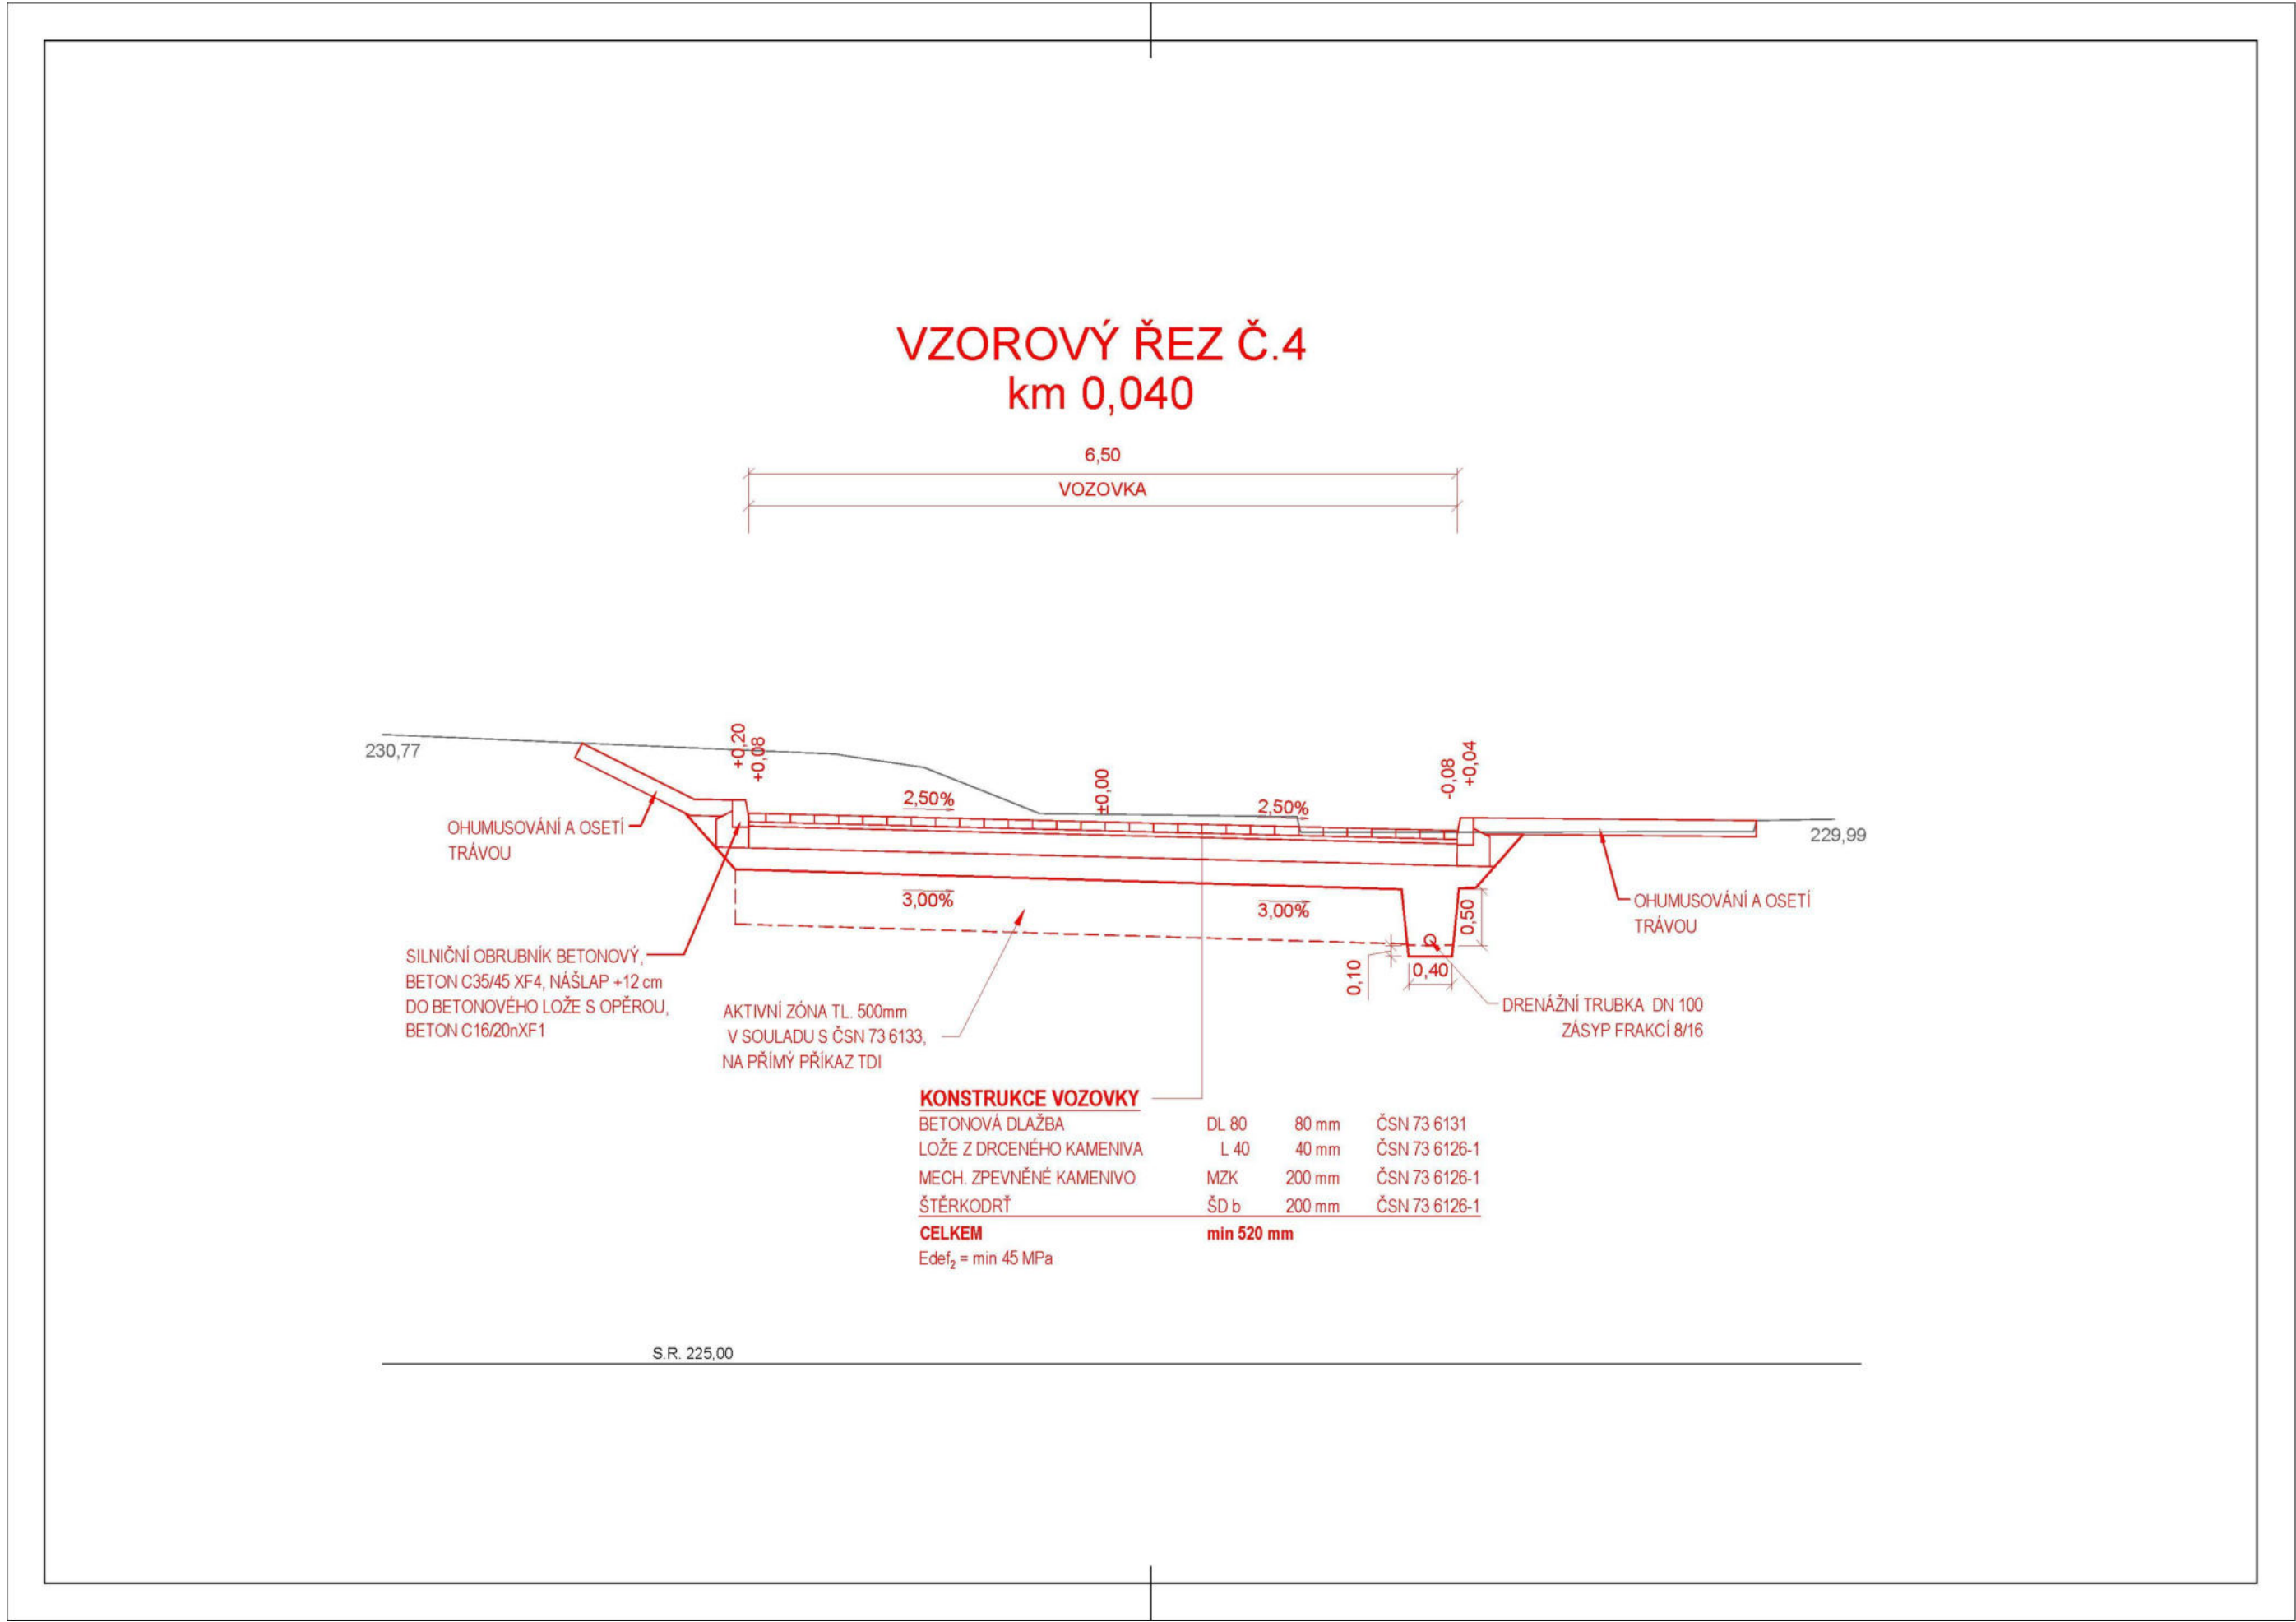 VZOROVÝ ŘEZ Č.4
km 0,040
6,50
VOZOVKA
230,77
+0,20
+0,08
2,50%
±0,00
2,50%
-0,08
+0,04
229,99
OHUMUSOVÁNÍ A OSETÍ
TRÁVOU
3,00%
3,00%
0,50
0,10
0,40
OHUMUSOVÁNÍ A OSETÍ
TRÁVOU
SILNIČNÍ OBRUBNÍK BETONOVÝ,
BETON C35/45 XF4, NÁŠLAP +12 cm
DO BETONOVÉHO LOŽE S OPĚROU,
BETON C16/20nXF1
AKTIVNÍ ZÓNA TL. 500mm
V SOULADU S ČSN 73 6133,
NA PŘÍMÝ PŘÍKAZ TDI
DRENÁŽNÍ TRUBKA DN 100
ZÁSYP FRAKCÍ 8/16
KONSTRUKCE VOZOVKY
BETONOVÁ DLAŽBA DL 80 80 mm ČSN 73 6131
LOŽE Z DRCENÉHO KAMENIVA L 40 40 mm ČSN 73 6126-1
MECH. ZPEVNĚNÉ KAMENIVO MZK 200 mm ČSN 73 6126-1
ŠTĚRKODRŤ ŠD b 200 mm ČSN 73 6126-1
CELKEM min 520 mm
Edef₂ = min 45 MPa
S.R. 225,00